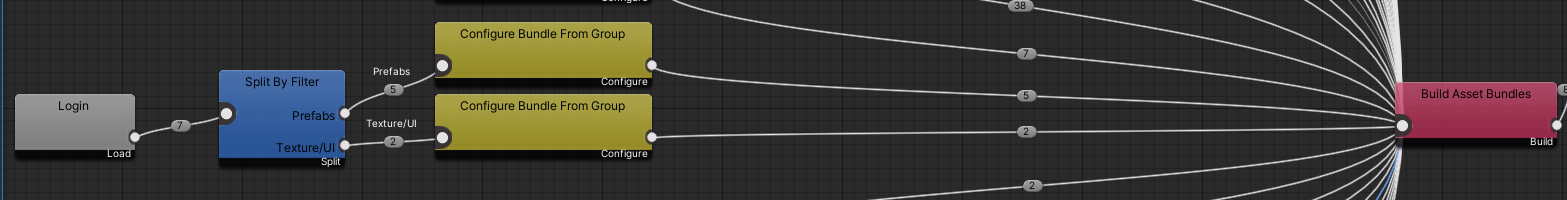 Configure
38
Configure Bundle From Group
7
Prefabs
5
Split By Filter
Configure
Login
Configure Bundle From Group
5
Build Asset Bundles
Prefabs
7
Texture/UI
2
2
Texture/UI
Load
Split
Configure
Build
2